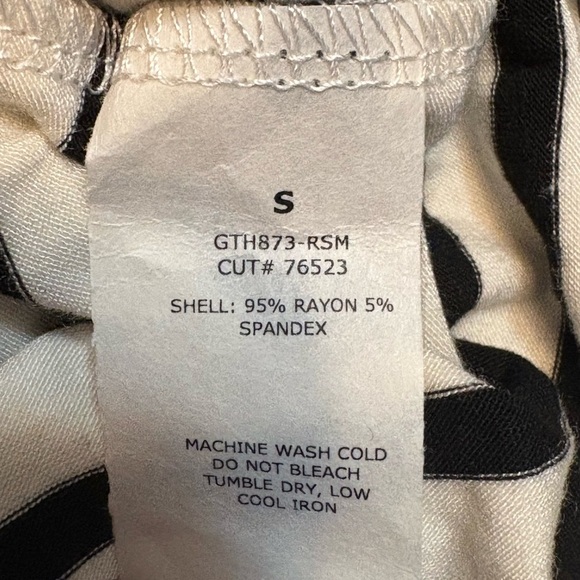 S
GTH873-RSM
CUT# 76523
SHELL: 95% RAYON 5%
SPANDEX
MACHINE WASH COLD
DO NOT BLEACH
TUMBLE DRY, LOW
COOL IRON